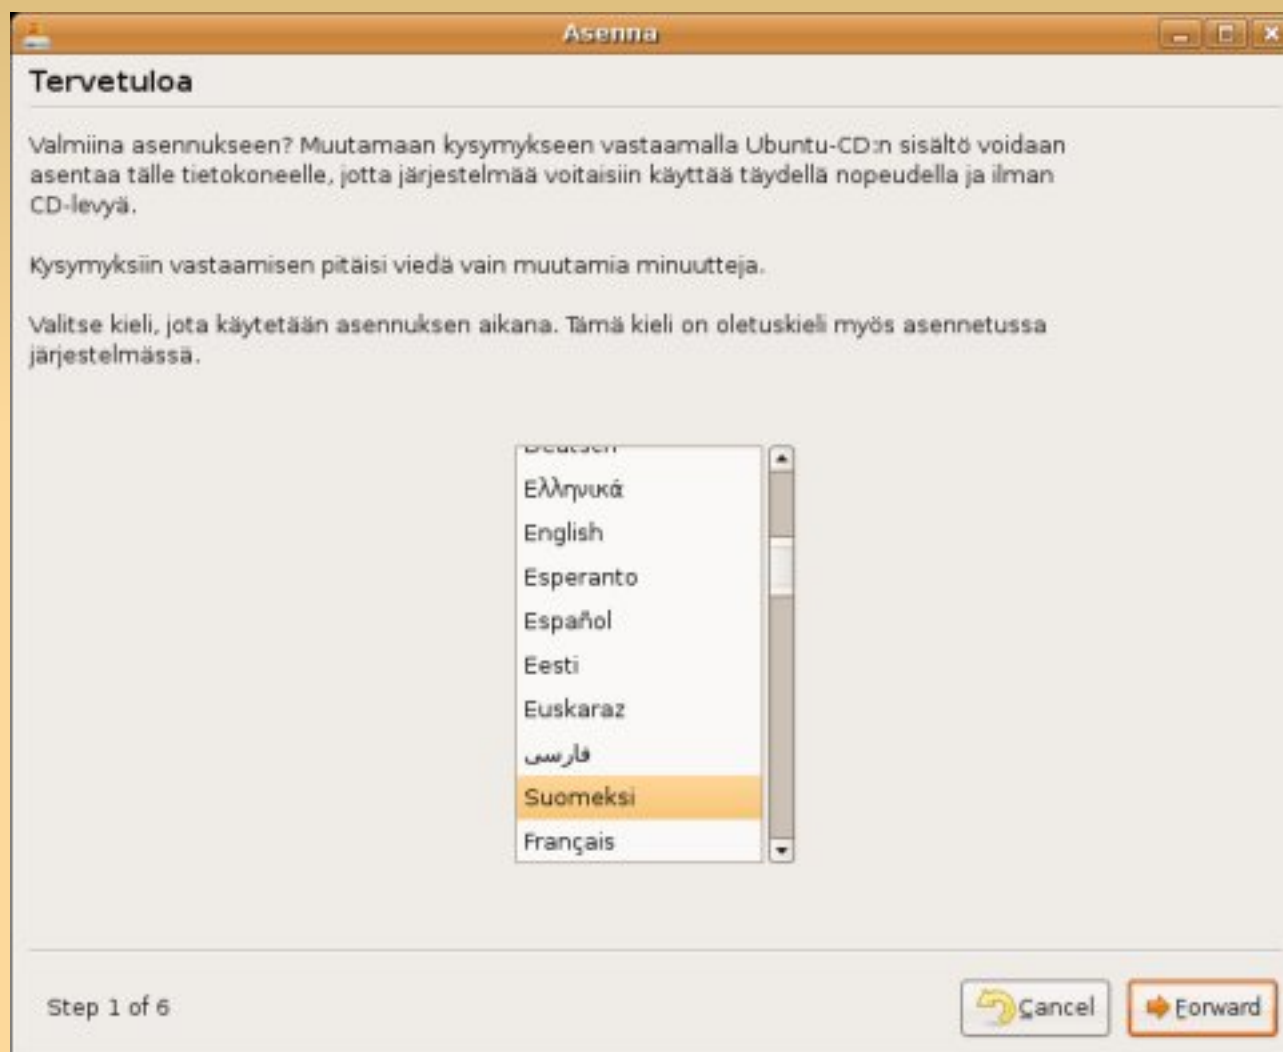 Asenna
Tervetuloa
Valmiina asennukseen? Muutamaan kysymykseen vastaamalla Ubuntu-CD:n sisältö voidaan
asentaa tälle tietokoneelle, jotta järjestelmää voitaisiin käyttää täydellä nopeudella ja ilman
CD-levyä.
Kysymyksiin vastaamisen pitäisi viedä vain muutamia minuutteja.
Valitse kieli, jota käytetään asennuksen aikana. Tämä kieli on oletuskieli myös asennetussa
järjestelmässä.
Deutsch
Ελληνικά
English
Esperanto
Español
Eesti
Euskaraz
فارسی
Suomeksi
Français
Step 1 of 6
Cancel
Forward